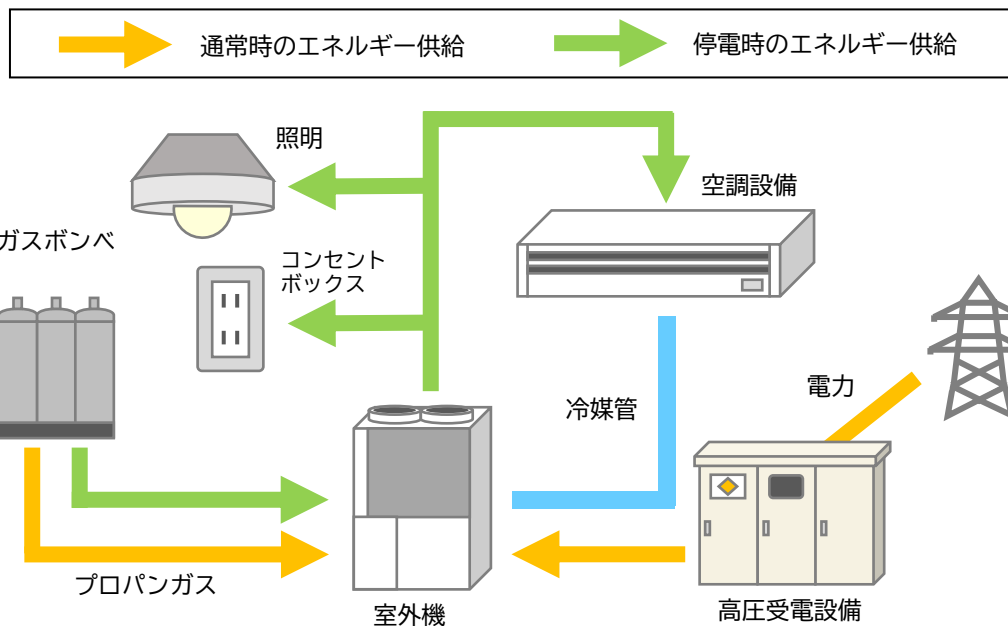 通常時のエネルギー供給
停電時のエネルギー供給
照明
空調設備
ガスボンベ
コンセント
ボックス
電力
冷媒管
プロパンガス
室外機
高圧受電設備